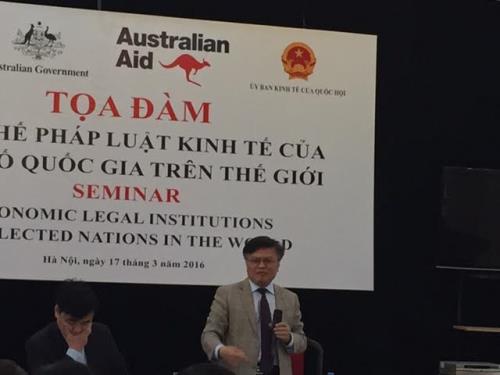 Australian
Aid
stralian Government
ỦY BAN KINH TẾ CỦA QUỐC HỘI
TỌA ĐÀM
HẾ PHÁP LUẬT KINH TẾ CỦA
Ố QUỐC GIA TRÊN THẾ GIỚI
SEMINAR
ONOMIC LEGAL INSTITUTIONS
ELECTED NATIONS IN THE WORLD
Hà Nội, ngày 17 tháng 3 năm 2016